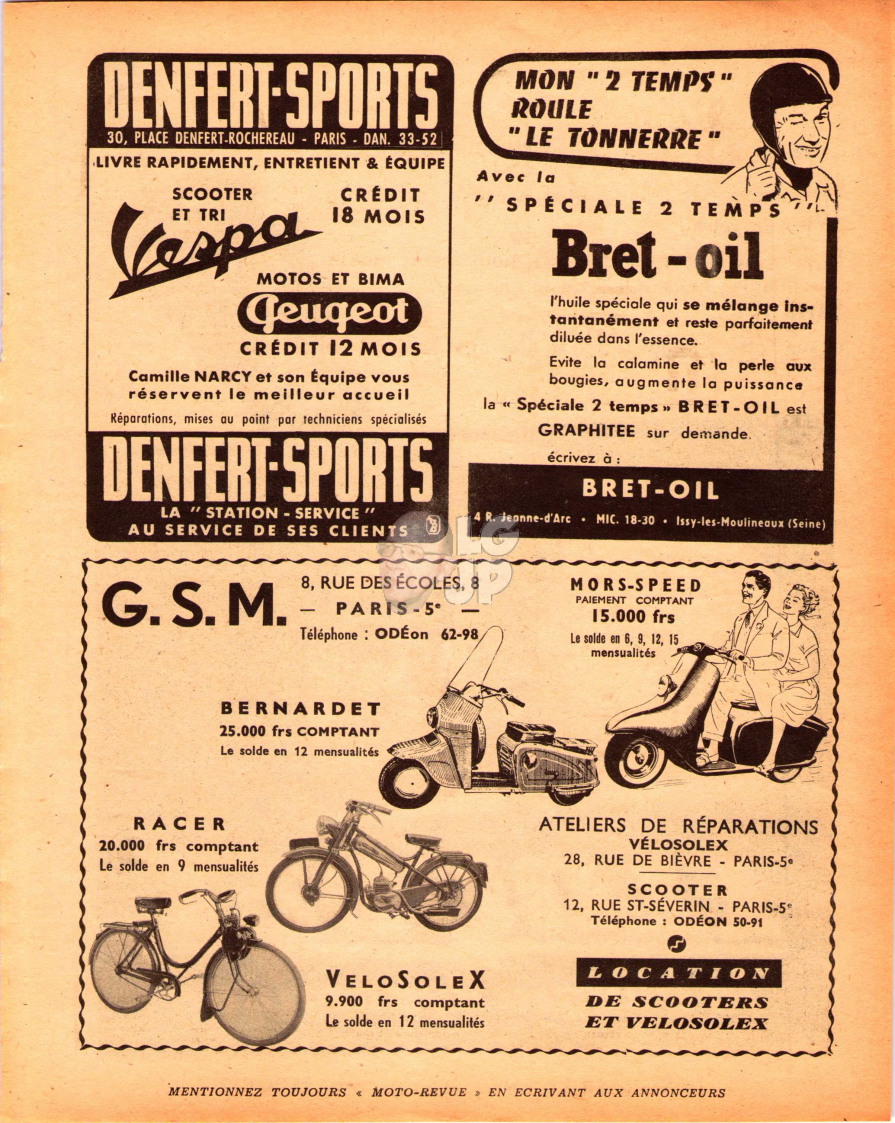 DENFERT-SPORTS
30, PLACE DENFERT-ROCHEREAU - PARIS - DAN. 33-52
LIVRE RAPIDEMENT, ENTRETIENT & ÉQUIPE
SCOOTER
ET TRI
Vespa
CRÉDIT
18 MOIS
MOTOS ET BIMA
Peugeot
CRÉDIT 12 MOIS
Camille NARCY et son Équipe vous
réservent le meilleur accueil
Réparations, mises au point par techniciens spécialisés
DENFERT-SPORTS
LA "STATION - SERVICE"
AU SERVICE DE SES CLIENTS
MON "2 TEMPS"
ROULE
"LE TONNERRE"
Avec la
"SPÉCIALE 2 TEMPS"
Bret-oil
l'huile spéciale qui se mélange ins-
tantanément et reste parfaitement
diluée dans l'essence.
Evite la calamine et la perle aux
bougies, augmente la puissance
la « Spéciale 2 temps » BRET-OIL est
GRAPHITEE sur demande.
écrivez à :
BRET-OIL
4 R. Jeanne-d'Arc • MIC. 18-30 • Issy-les-Moulineaux (Seine)
LG
UP
G.S.M.
8, RUE DES ÉCOLES, 8
— PARIS-5e —
Téléphone : ODÉon 62-98
MORS-SPEED
PAIEMENT COMPTANT
15.000 frs
Le solde en 6, 9, 12, 15
mensualités
BERNARDET
25.000 frs COMPTANT
Le solde en 12 mensualités
RACER
20.000 frs comptant
Le solde en 9 mensualités
ATELIERS DE RÉPARATIONS
VÉLOSOLEX
28, RUE DE BIÈVRE - PARIS-5e
SCOOTER
12, RUE ST-SÉVERIN - PARIS-5e
Téléphone : ODÉON 50-91
LOCATION
DE SCOOTERS
ET VELOSOLEX
VELOSOLEX
9.900 frs comptant
Le solde en 12 mensualités
MENTIONNEZ TOUJOURS « MOTO-REVUE » EN ECRIVANT AUX ANNONCEURS